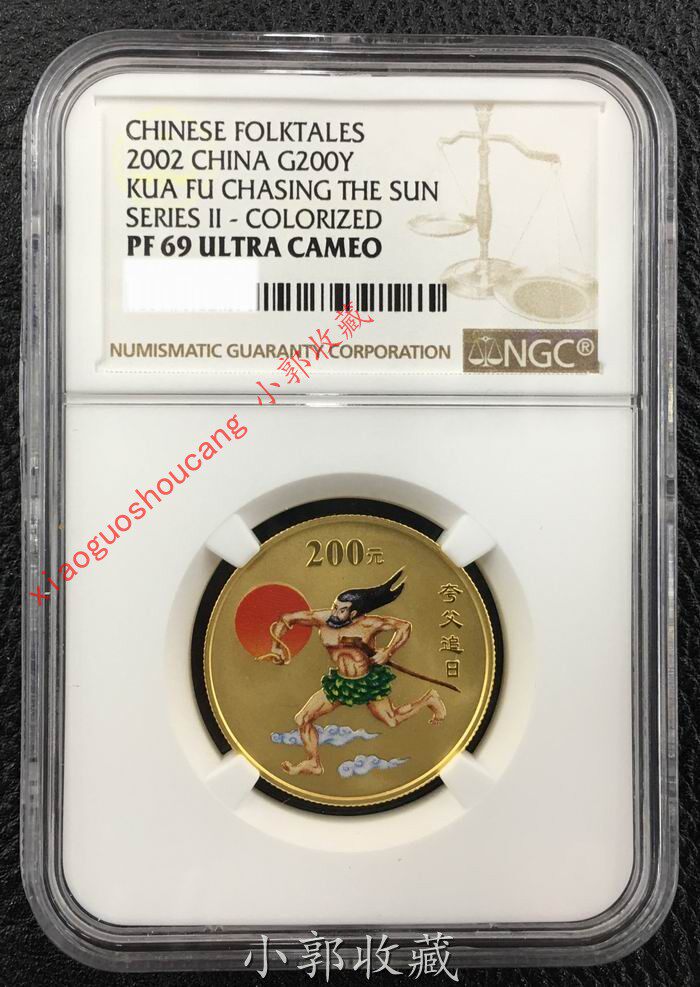 CHINESE FOLKTALES
2002 CHINA G200Y
KUA FU CHASING THE SUN
SERIES II - COLORIZED
PF 69 ULTRA CAMEO
NUMISMATIC GUARANTY CORPORATION
NGC®
xiaoguoshoucang 小郭收藏
200元
夸父追日
小郭收藏